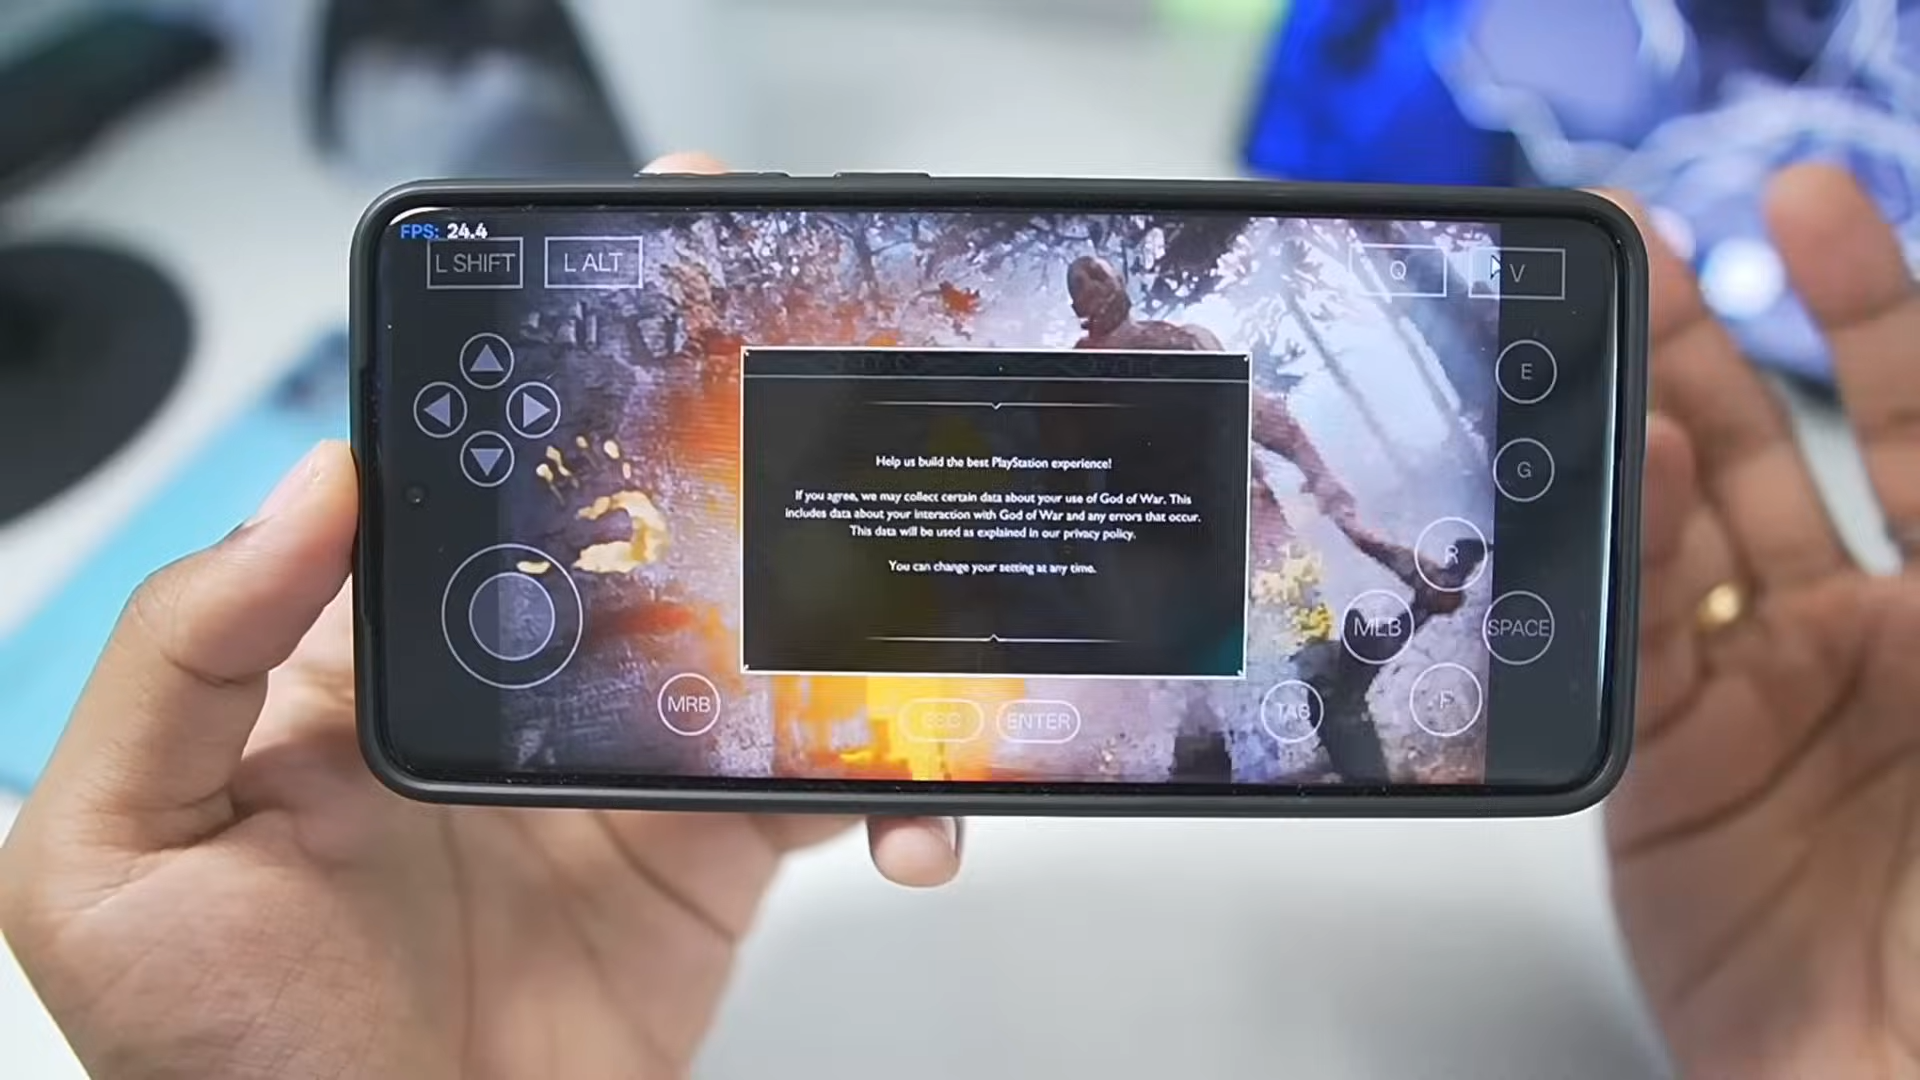 FPS: 24.4
L SHIFT
L ALT
Q
V
E
G
R
MLB
SPACE
MRB
ESC
ENTER
TAB
F
Help us build the best PlayStation experience!
If you agree, we may collect certain data about your use of God of War. This
includes data about your interaction with God of War and any errors that occur.
This data will be used as explained in our privacy policy.
You can change your setting at any time.